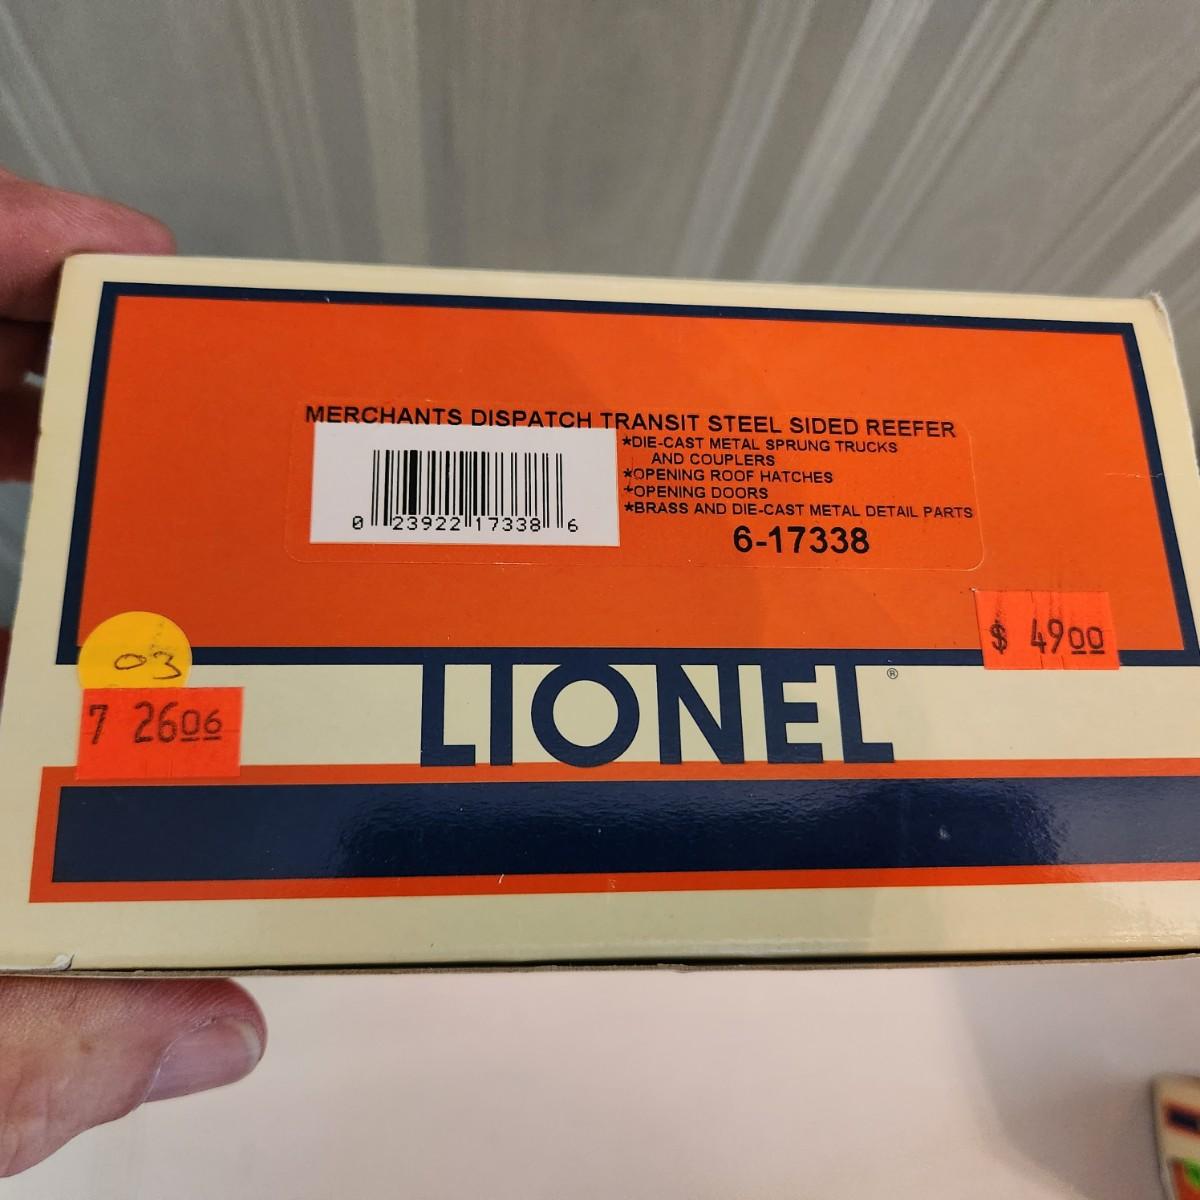 MERCHANTS DISPATCH TRANSIT STEEL SIDED REEFER
*DIE-CAST METAL SPRUNG TRUCKS
AND COUPLERS
*OPENING ROOF HATCHES
*OPENING DOORS
*BRASS AND DIE-CAST METAL DETAIL PARTS
0 23922 17338 6
6-17338
$ 4900
03
7 2606
LIONEL®